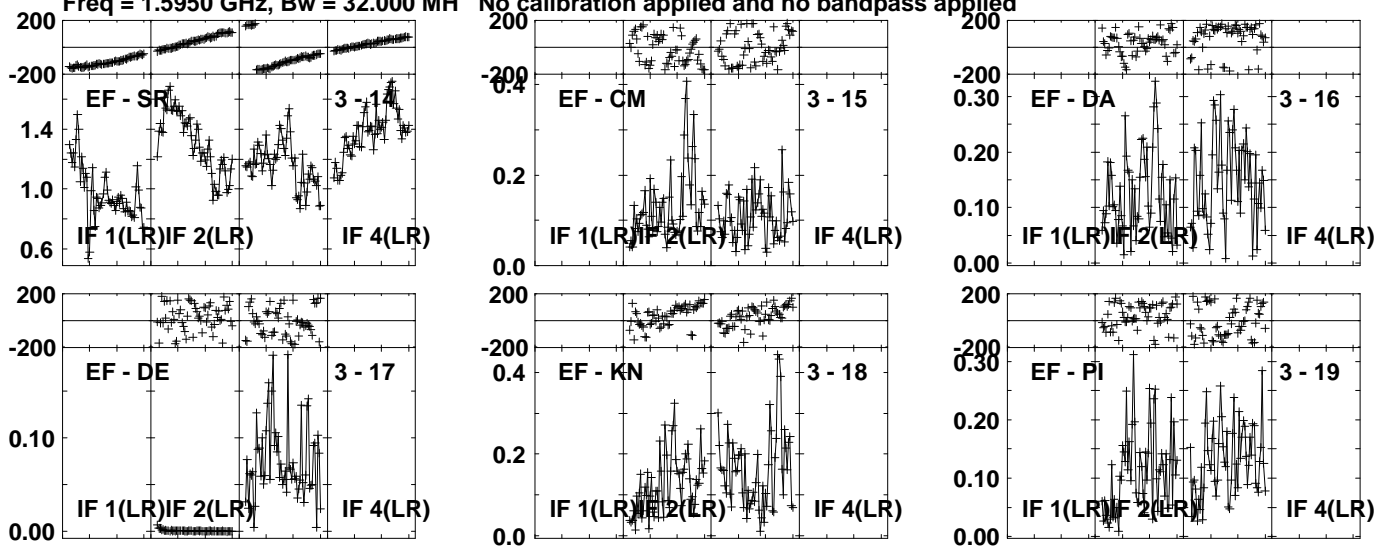 Freq = 1.5950 GHz, Bw = 32.000 MH No calibration applied and no bandpass applied
200
-200
EF - SR 3 - 14
1.4
1.0
0.6
IF 1(LR) IF 2(LR) IF 4(LR)
200
-200
0.4
EF - CM 3 - 15
0.2
0.0
IF 1(LR) IF 2(LR) IF 4(LR)
200
-200
0.30
EF - DA 3 - 16
0.20
0.10
0.00
IF 1(LR) IF 2(LR) IF 4(LR)
200
-200
EF - DE 3 - 17
0.10
0.00
IF 1(LR) IF 2(LR) IF 4(LR)
200
-200
0.4
EF - KN 3 - 18
0.2
0.0
IF 1(LR) IF 2(LR) IF 4(LR)
200
-200
0.30
EF - PI 3 - 19
0.20
0.10
0.00
IF 1(LR) IF 2(LR) IF 4(LR)